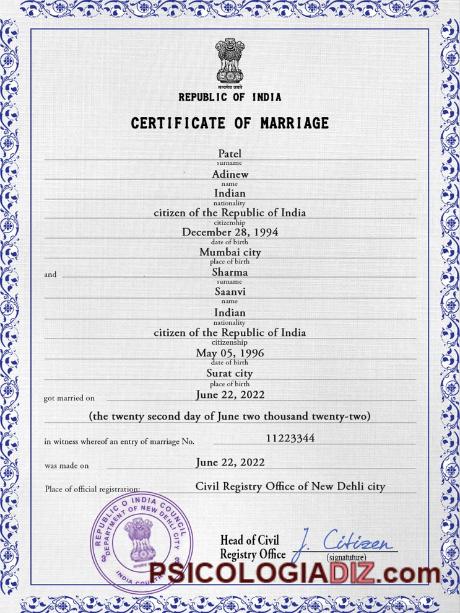 सत्यमेव जयते
REPUBLIC OF INDIA
CERTIFICATE OF MARRIAGE
Patel
surname
Adinew
name
Indian
nationality
citizen of the Republic of India
citizenship
December 28, 1994
date of birth
Mumbai city
place of birth
and
Sharma
surname
Saanvi
name
Indian
nationality
citizen of the Republic of India
citizenship
May 05, 1996
date of birth
Surat city
place of birth
got married on June 22, 2022
(the twenty second day of June two thousand twenty-two)
in witness whereof an entry of marriage No. 11223344
was made on June 22, 2022
Place of official registration: Civil Registry Office of New Dehli city
REPUBLIC O INDIA COUNCIL
DEPARTMENT OF NEW DEHLI CITY
INDIA COUNCIL
Head of Civil
Registry Office
J. Citizen
(signatuture)
PSICOLOGIADIZ.com